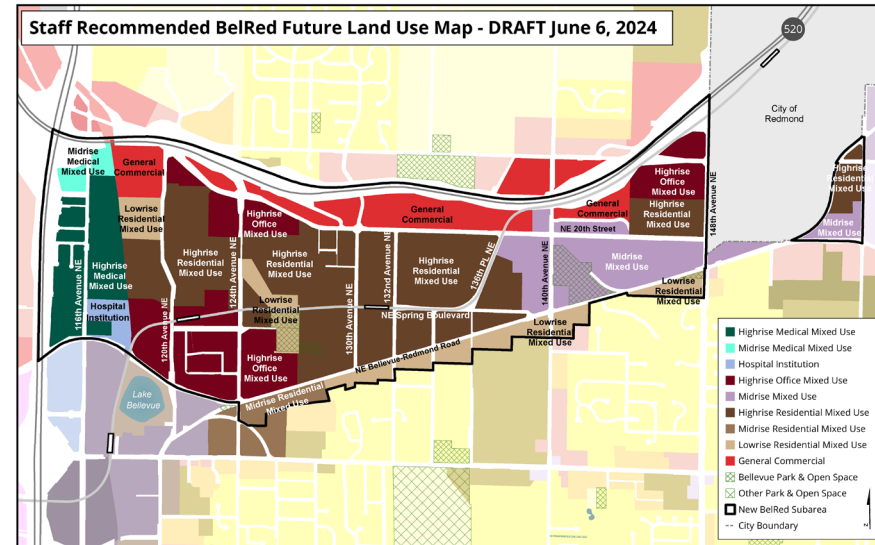 Staff Recommended BelRed Future Land Use Map - DRAFT June 6, 2024
520
City of
Redmond
Midrise
Medical
Mixed Use
General
Commercial
Lowrise
Residential
Mixed Use
Highrise
Office
Mixed Use
General
Commercial
General
Commercial
Highrise
Office
Mixed Use
Highrise
Residential
Mixed Use
Highrise
Residential
Mixed Use
Midrise
Mixed Use
148th Avenue NE
NE 20th Street
Highrise
Medical
Mixed Use
Highrise
Residential
Mixed Use
Highrise
Residential
Mixed Use
Highrise
Residential
Mixed Use
Midrise
Mixed Use
116th Avenue NE
120th Avenue NE
124th Avenue NE
130th Avenue NE
132nd Avenue NE
136th PL NE
140th Avenue NE
Hospital
Institution
Lowrise
Residential
Mixed Use
NE Spring Boulevard
Lowrise
Residential
Mixed Use
Lowrise
Residential
Mixed Use
NE Bellevue-Redmond Road
Highrise
Office
Mixed Use
Midrise Residential
Mixed Use
Lake
Bellevue
Highrise Medical Mixed Use
Midrise Medical Mixed Use
Hospital Institution
Highrise Office Mixed Use
Midrise Mixed Use
Highrise Residential Mixed Use
Midrise Residential Mixed Use
Lowrise Residential Mixed Use
General Commercial
Bellevue Park & Open Space
Other Park & Open Space
New BelRed Subarea
City Boundary